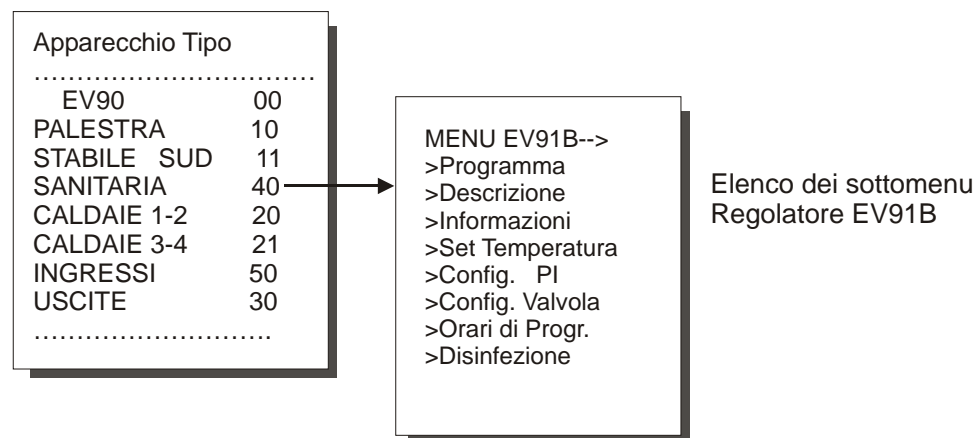 Apparecchio Tipo
……………………………
EV90 00
PALESTRA 10
STABILE SUD 11
SANITARIA 40
CALDAIE 1-2 20
CALDAIE 3-4 21
INGRESSI 50
USCITE 30
……………………….
MENU EV91B-->
>Programma
>Descrizione
>Informazioni
>Set Temperatura
>Config. PI
>Config. Valvola
>Orari di Progr.
>Disinfezione
Elenco dei sottomenu
Regolatore EV91B